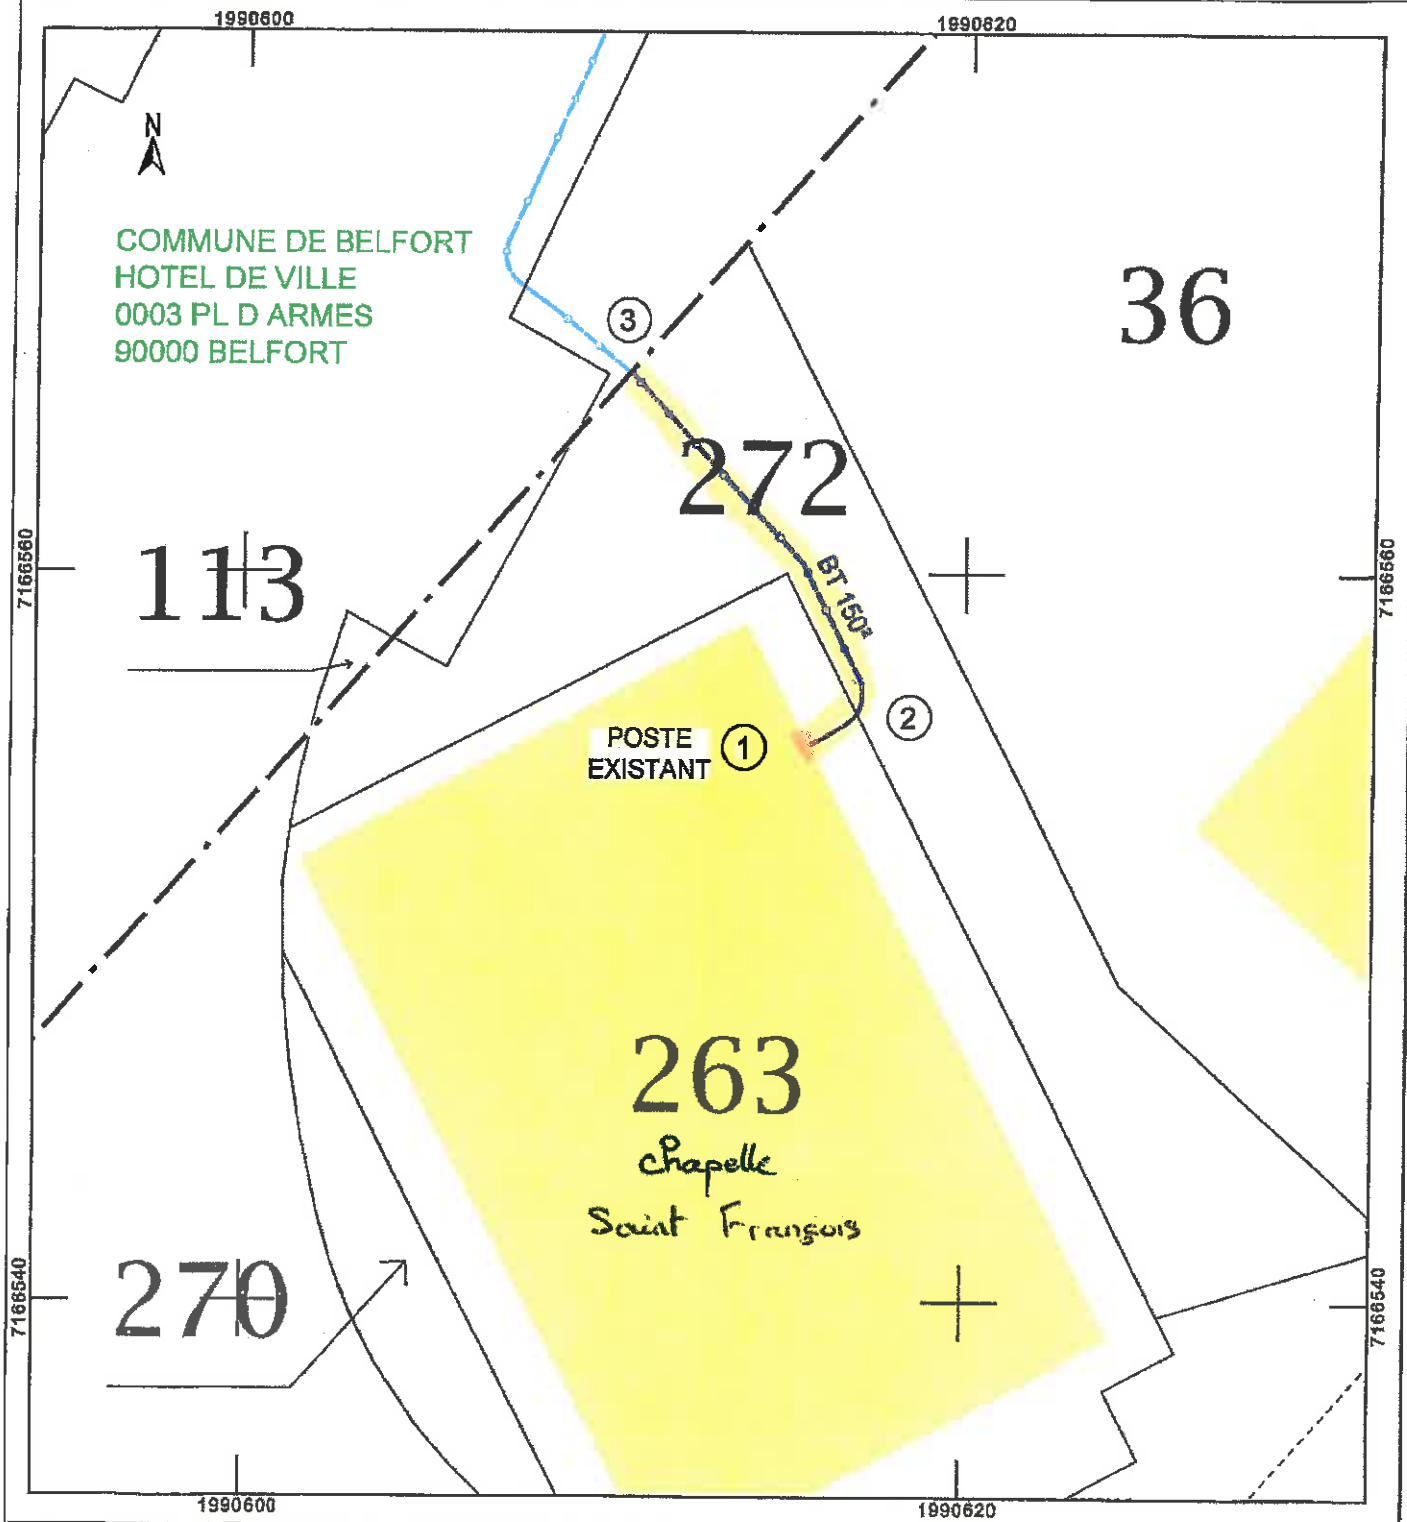 1990600
1990620
N
COMMUNE DE BELFORT
HOTEL DE VILLE
0003 PL D ARMES
90000 BELFORT
36
3
272
7166560
113
7166560
BT 150²
2
POSTE
EXISTANT
1
263
Chapelle
Saint François
7166540
270
7166540
1990600
1990620